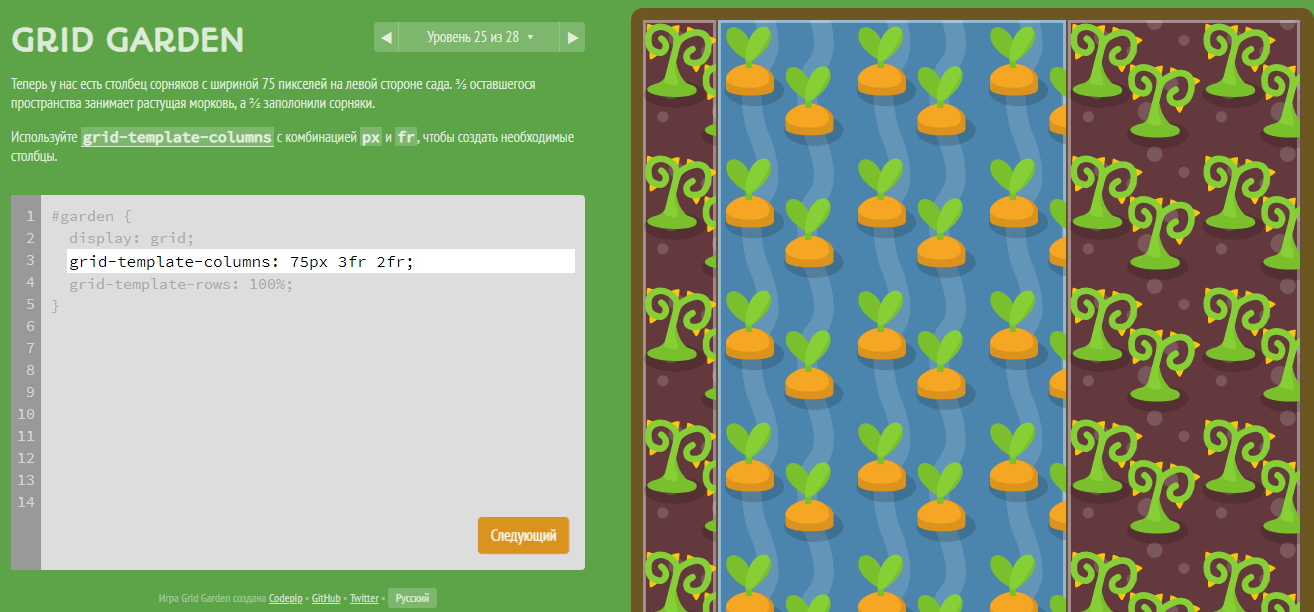 GRID GARDEN
◀ Уровень 25 из 28 ▾ ▶
Теперь у нас есть столбец сорняков с шириной 75 пикселей на левой стороне сада. ⅗ оставшегося
пространства занимает растущая морковь, а ⅖ заполонили сорняки.
Используйте grid-template-columns с комбинацией px и fr, чтобы создать необходимые
столбцы.
1 #garden {
2 display: grid;
3 grid-template-columns: 75px 3fr 2fr;
4 grid-template-rows: 100%;
5 }
6
7
8
9
10
11
12
13
14
Следующий
Игра Grid Garden создана Codepip • GitHub • Twitter • Русский